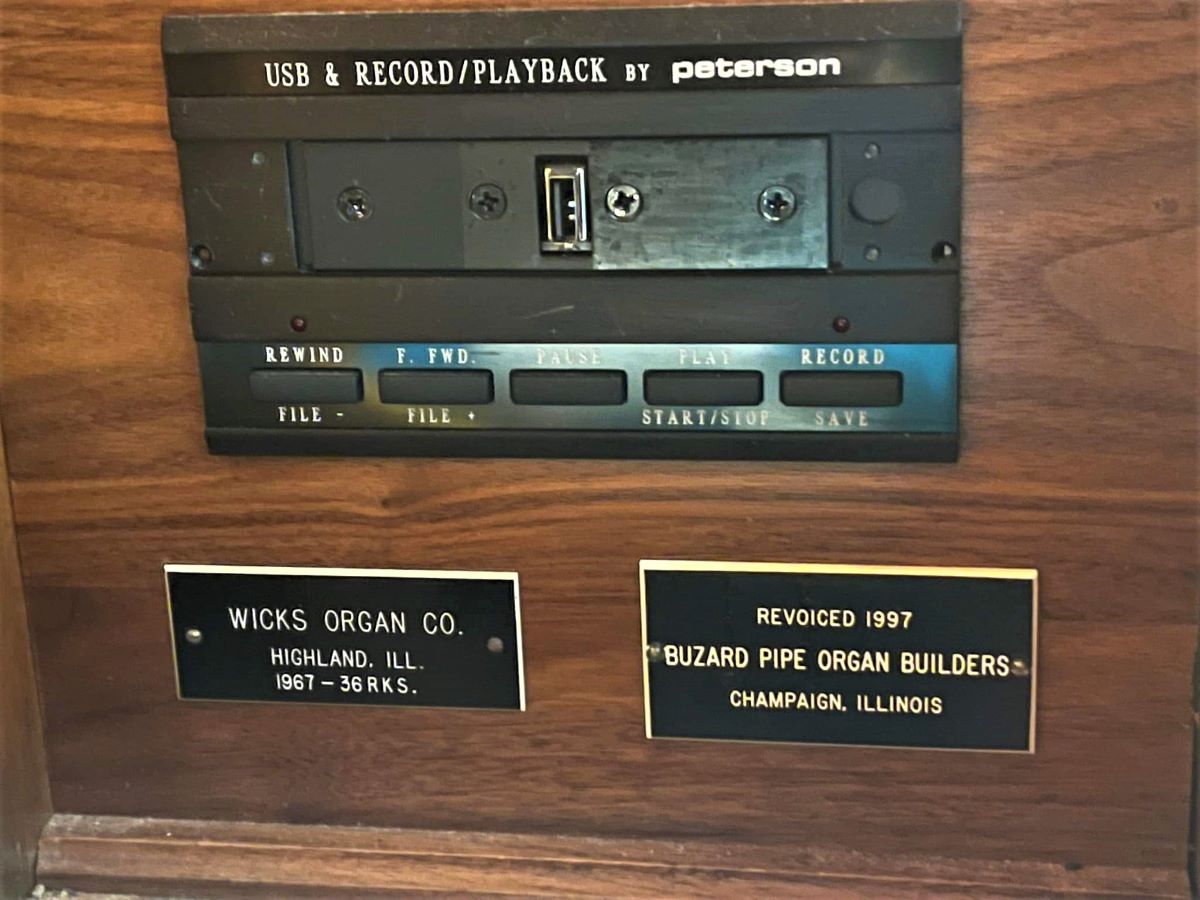 USB & RECORD/PLAYBACK BY peterson
REWIND F. FWD. PAUSE PLAY RECORD
FILE - FILE + START/STOP SAVE
WICKS ORGAN CO.
HIGHLAND, ILL.
1967 - 36 RKS.
REVOICED 1997
BUZARD PIPE ORGAN BUILDERS
CHAMPAIGN, ILLINOIS